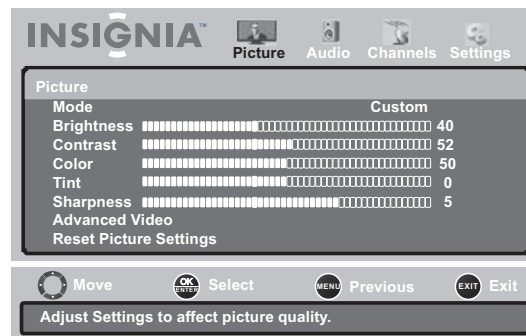 INSIGNIA™
Picture Audio Channels Settings
Picture
Mode Custom
Brightness 40
Contrast 52
Color 50
Tint 0
Sharpness 5
Advanced Video
Reset Picture Settings
Move OK ENTER Select MENU Previous EXIT Exit
Adjust Settings to affect picture quality.